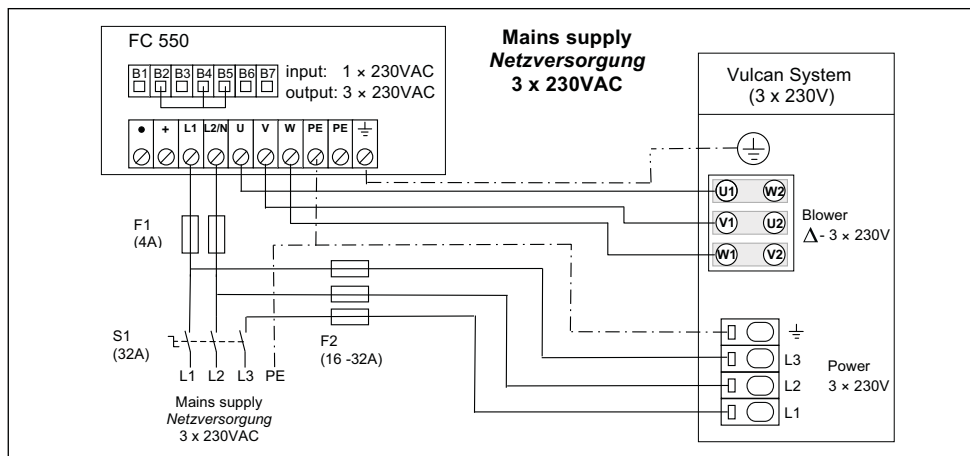 FC 550
B1 B2 B3 B4 B5 B6 B7
input: 1 × 230VAC
output: 3 × 230VAC
● + L1 L2/N U V W PE PE
Mains supply
Netzversorgung
3 x 230VAC
Vulcan System
(3 x 230V)
U1 W2
V1 U2
W1 V2
Blower
Δ - 3 × 230V
F1
(4A)
S1
(32A)
F2
(16 -32A)
L1 L2 L3 PE
Mains supply
Netzversorgung
3 x 230VAC
L3
L2
L1
Power
3 × 230V